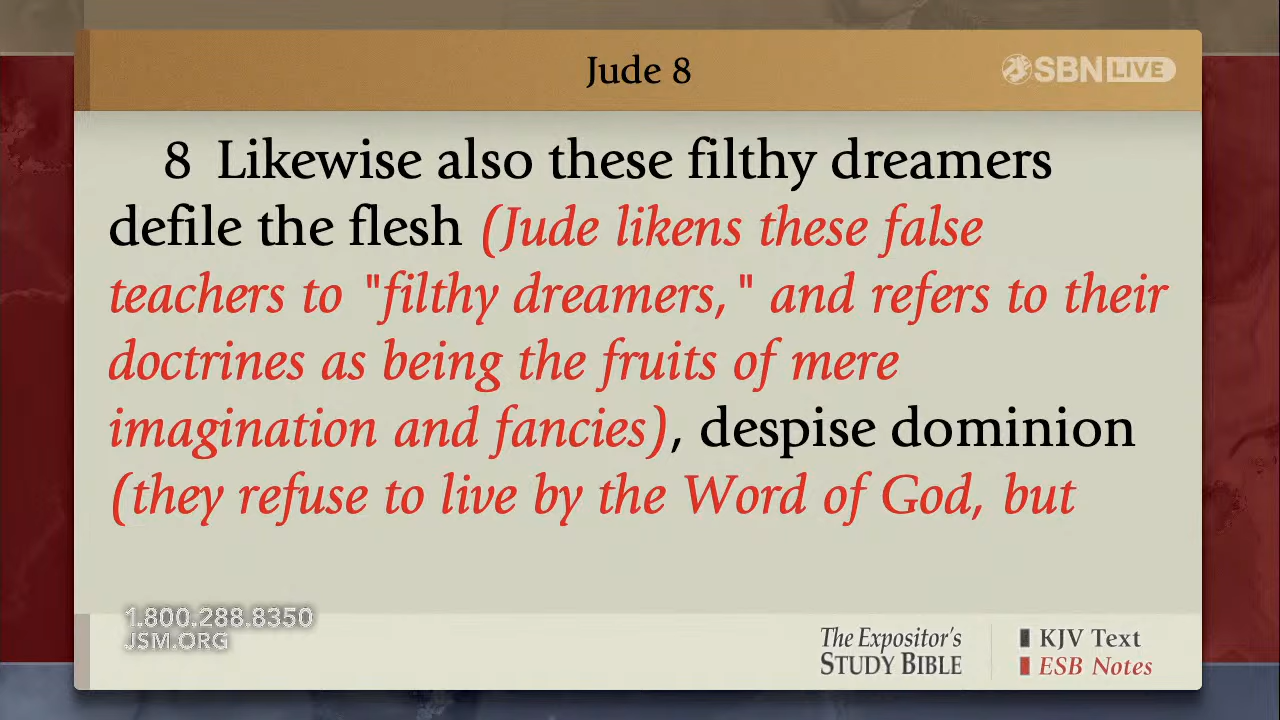 Jude 8
SBN LIVE
8 Likewise also these filthy dreamers
defile the flesh (Jude likens these false
teachers to "filthy dreamers," and refers to their
doctrines as being the fruits of mere
imagination and fancies), despise dominion
(they refuse to live by the Word of God, but
1.800.288.8350
JSM.ORG
The Expositor's
STUDY BIBLE
KJV Text
ESB Notes